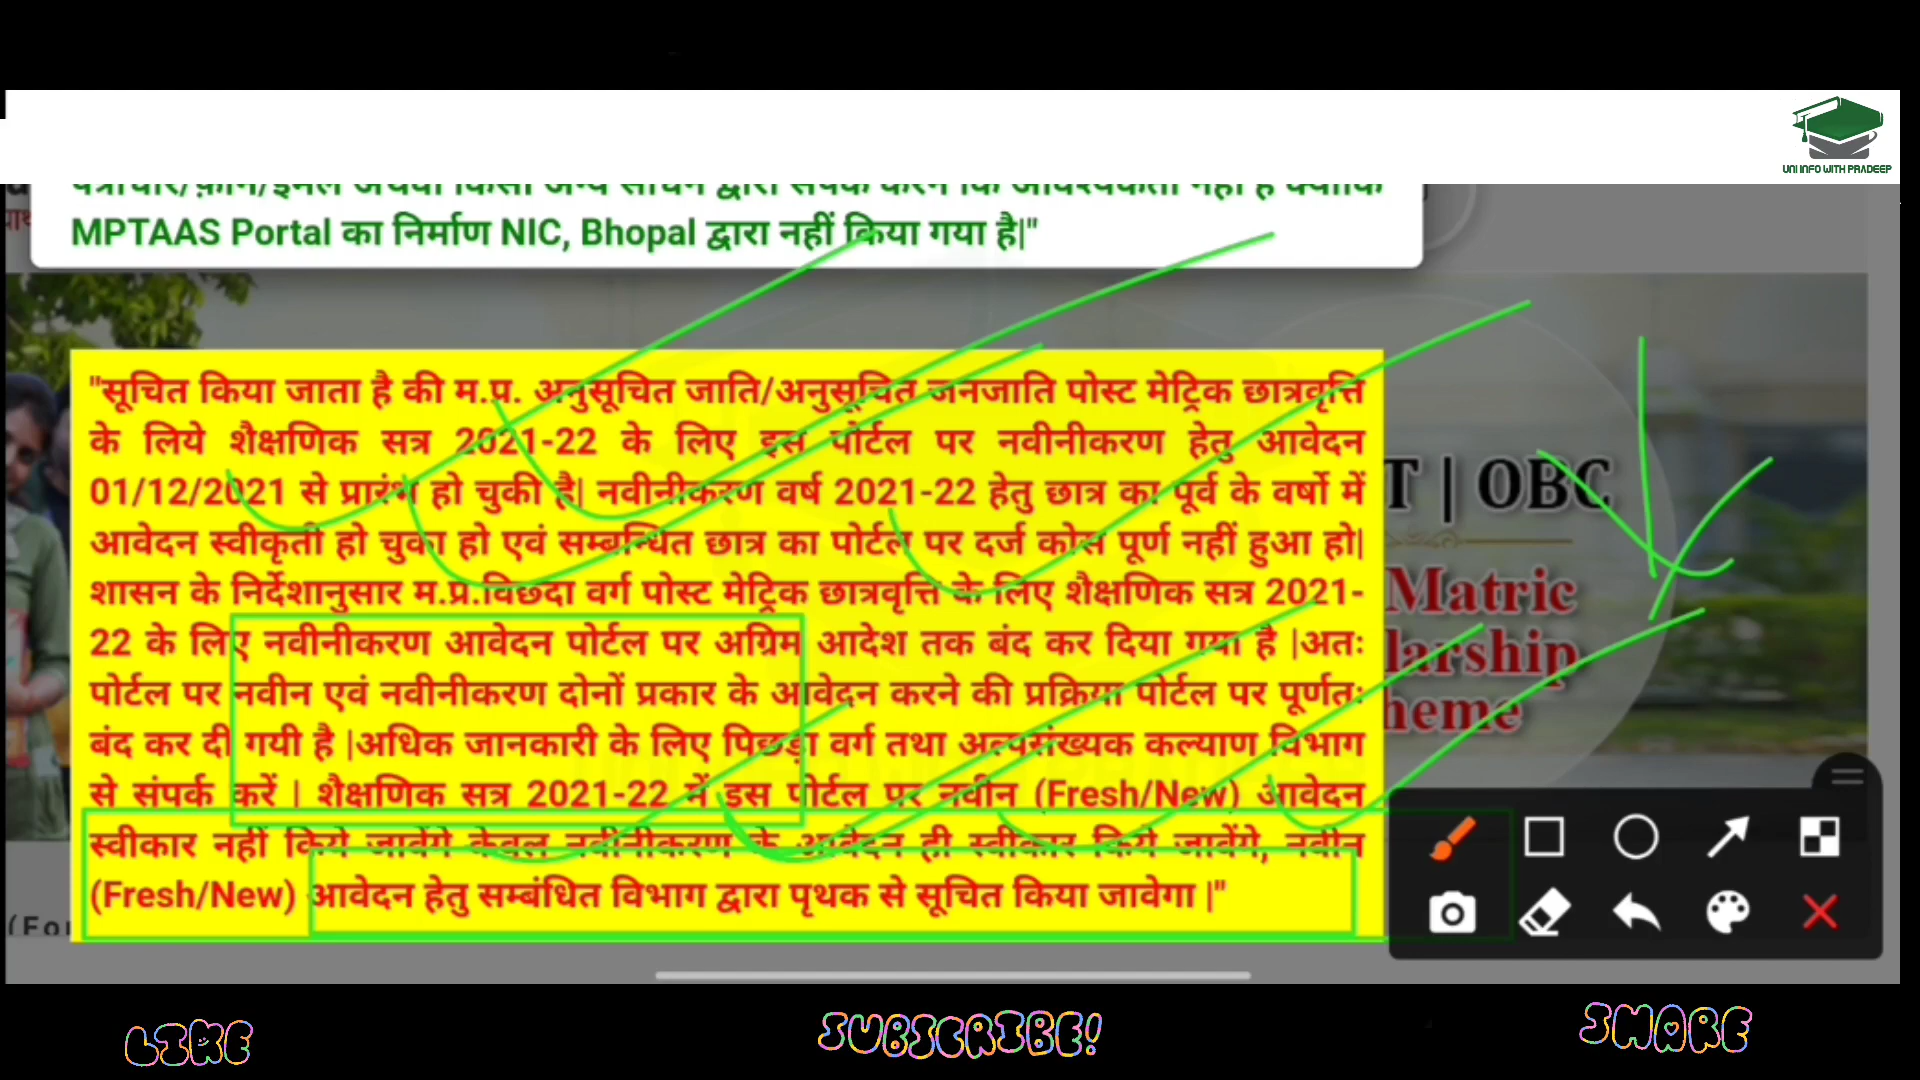 UNI INFO WITH PRADEEP
MPTAAS Portal का निर्माण NIC, Bhopal द्वारा नहीं किया गया है|"
"सूचित किया जाता है की म.प्र. अनुसूचित जाति/अनुसूचित जनजाति पोस्ट मेट्रिक छात्रवृत्ति
के लिये शैक्षणिक सत्र 2021-22 के लिए इस पोर्टल पर नवीनीकरण हेतु आवेदन
01/12/2021 से प्रारंभ हो चुकी है| नवीनीकरण वर्ष 2021-22 हेतु छात्र का पूर्व के वर्षो में
आवेदन स्वीकृती हो चुका हो एवं सम्बन्धित छात्र का पोर्टल पर दर्ज कोर्स पूर्ण नहीं हुआ हो|
शासन के निर्देशानुसार म.प्र.विछदा वर्ग पोस्ट मेट्रिक छात्रवृत्ति के लिए शैक्षणिक सत्र 2021-
22 के लिए नवीनीकरण आवेदन पोर्टल पर अग्रिम आदेश तक बंद कर दिया गया है |अतः
पोर्टल पर नवीन एवं नवीनीकरण दोनों प्रकार के आवेदन करने की प्रक्रिया पोर्टल पर पूर्णतः
बंद कर दी गयी है |अधिक जानकारी के लिए पिछड़ा वर्ग तथा अल्पसंख्यक कल्याण विभाग
से संपर्क करें | शैक्षणिक सत्र 2021-22 में इस पोर्टल पर नवीन (Fresh/New) आवेदन
स्वीकार नहीं किये जावेंगे केवल नवीनीकरण के आवेदन ही स्वीकार किये जावेंगे, नवीन
(Fresh/New) आवेदन हेतु सम्बंधित विभाग द्वारा पृथक से सूचित किया जावेगा |"
T | OBC
Matric
larship
heme
(For
LIKE
SUBSCRIBE!
SHARE